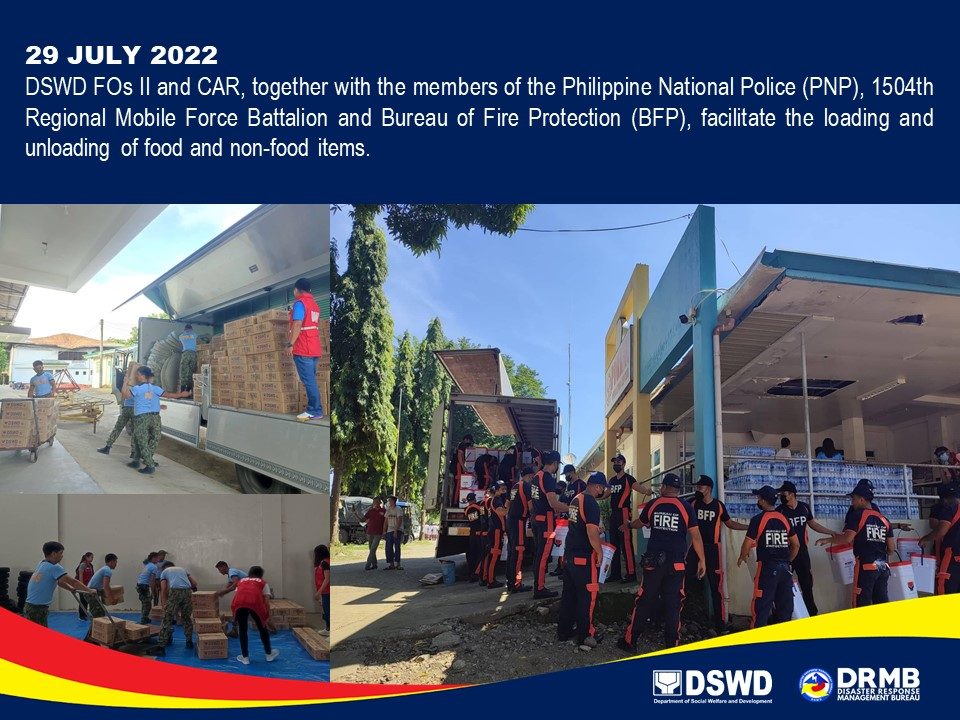 29 JULY 2022
DSWD FOs II and CAR, together with the members of the Philippine National Police (PNP), 1504th
Regional Mobile Force Battalion and Bureau of Fire Protection (BFP), facilitate the loading and
unloading of food and non-food items.
FIRE
BFP
FIRE
BFP
FIRE
DSWD
Department of Social Welfare and Development
DRMB
DISASTER RESPONSE
MANAGEMENT BUREAU